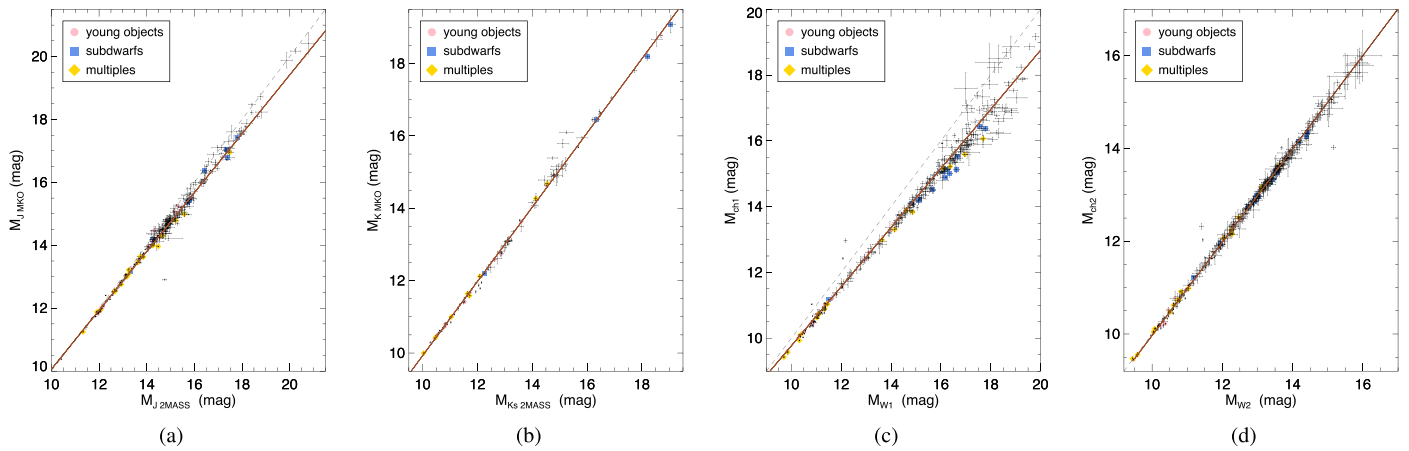 young objects
subdwarfs
multiples
20
18
16
14
12
10
10 12 14 16 18 20
M_J MKO (mag)
M_J 2MASS (mag)
(a)
young objects
subdwarfs
multiples
18
16
14
12
10
10 12 14 16 18
M_K MKO (mag)
M_Ks 2MASS (mag)
(b)
young objects
subdwarfs
multiples
18
16
14
12
10
10 12 14 16 18 20
M_ch1 (mag)
M_W1 (mag)
(c)
young objects
subdwarfs
multiples
16
14
12
10
10 12 14 16
M_ch2 (mag)
M_W2 (mag)
(d)